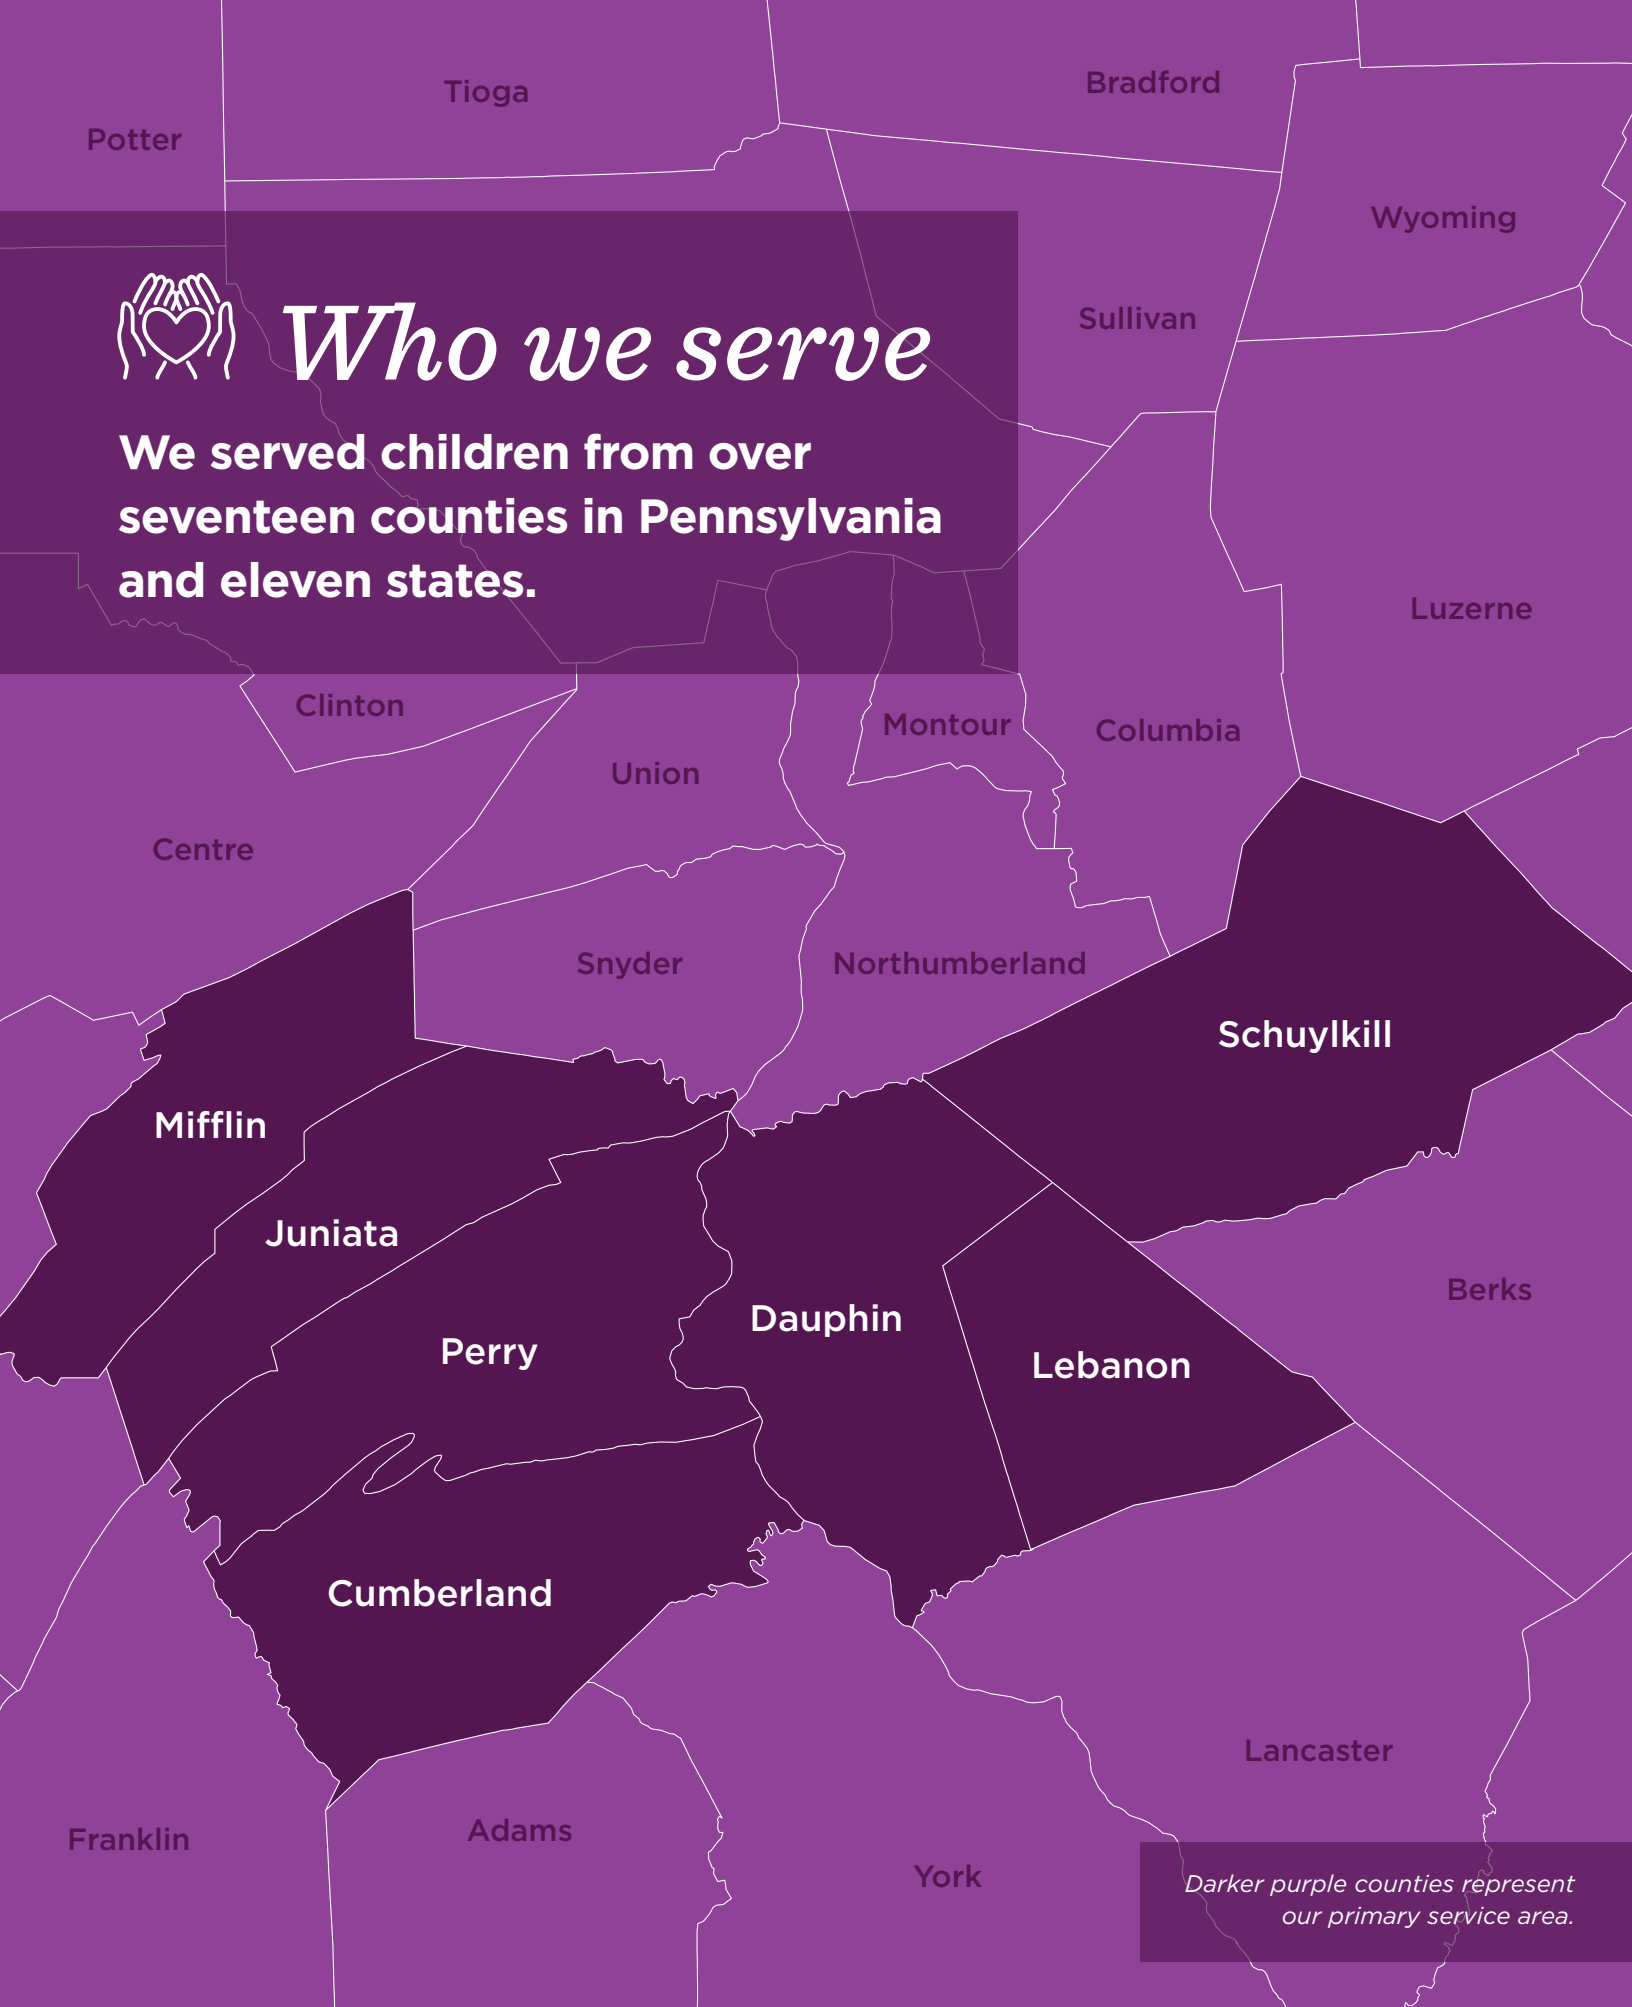 Tioga
Bradford
Potter
Wyoming
Sullivan
Who we serve
We served children from over
seventeen counties in Pennsylvania
and eleven states.
Luzerne
Clinton
Montour
Columbia
Union
Centre
Snyder
Northumberland
Schuylkill
Mifflin
Juniata
Berks
Dauphin
Perry
Lebanon
Cumberland
Lancaster
Franklin
Adams
York
Darker purple counties represent
our primary service area.